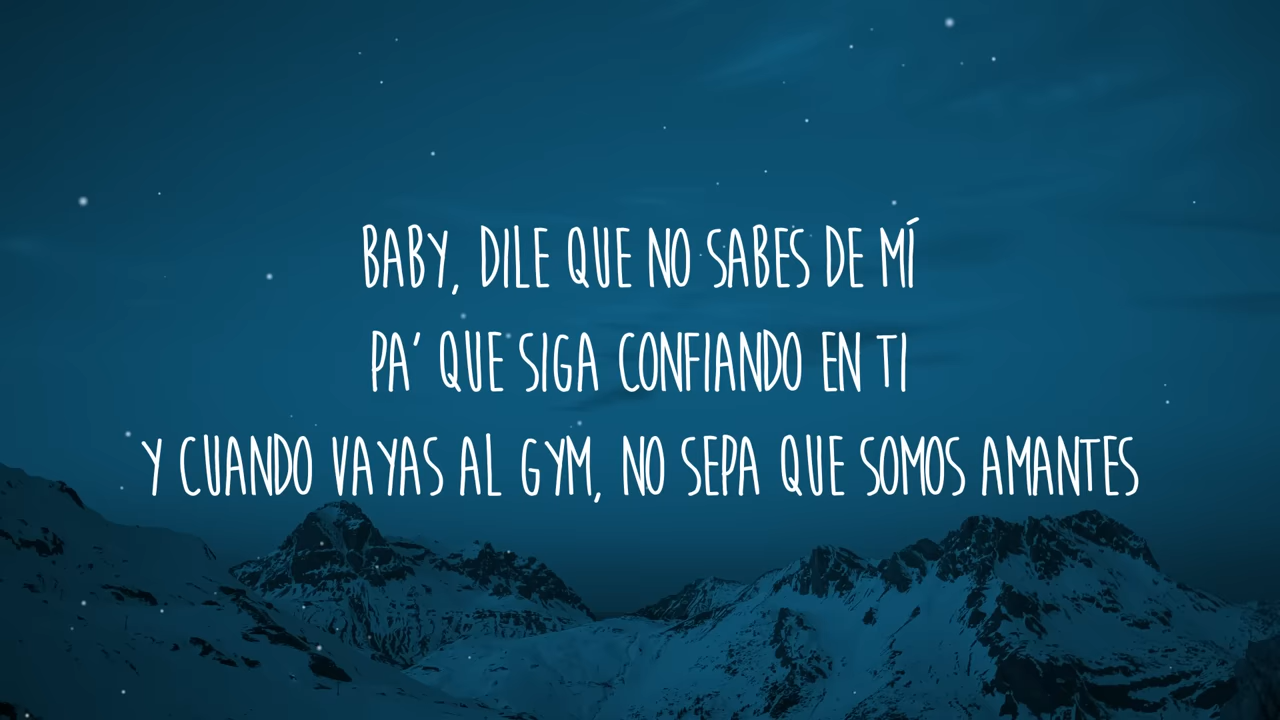 BABY, DILE QUE NO SABES DE MÍ
PA' QUE SIGA CONFIANDO EN TI
Y CUANDO VAYAS AL GYM, NO SEPA QUE SOMOS AMANTES